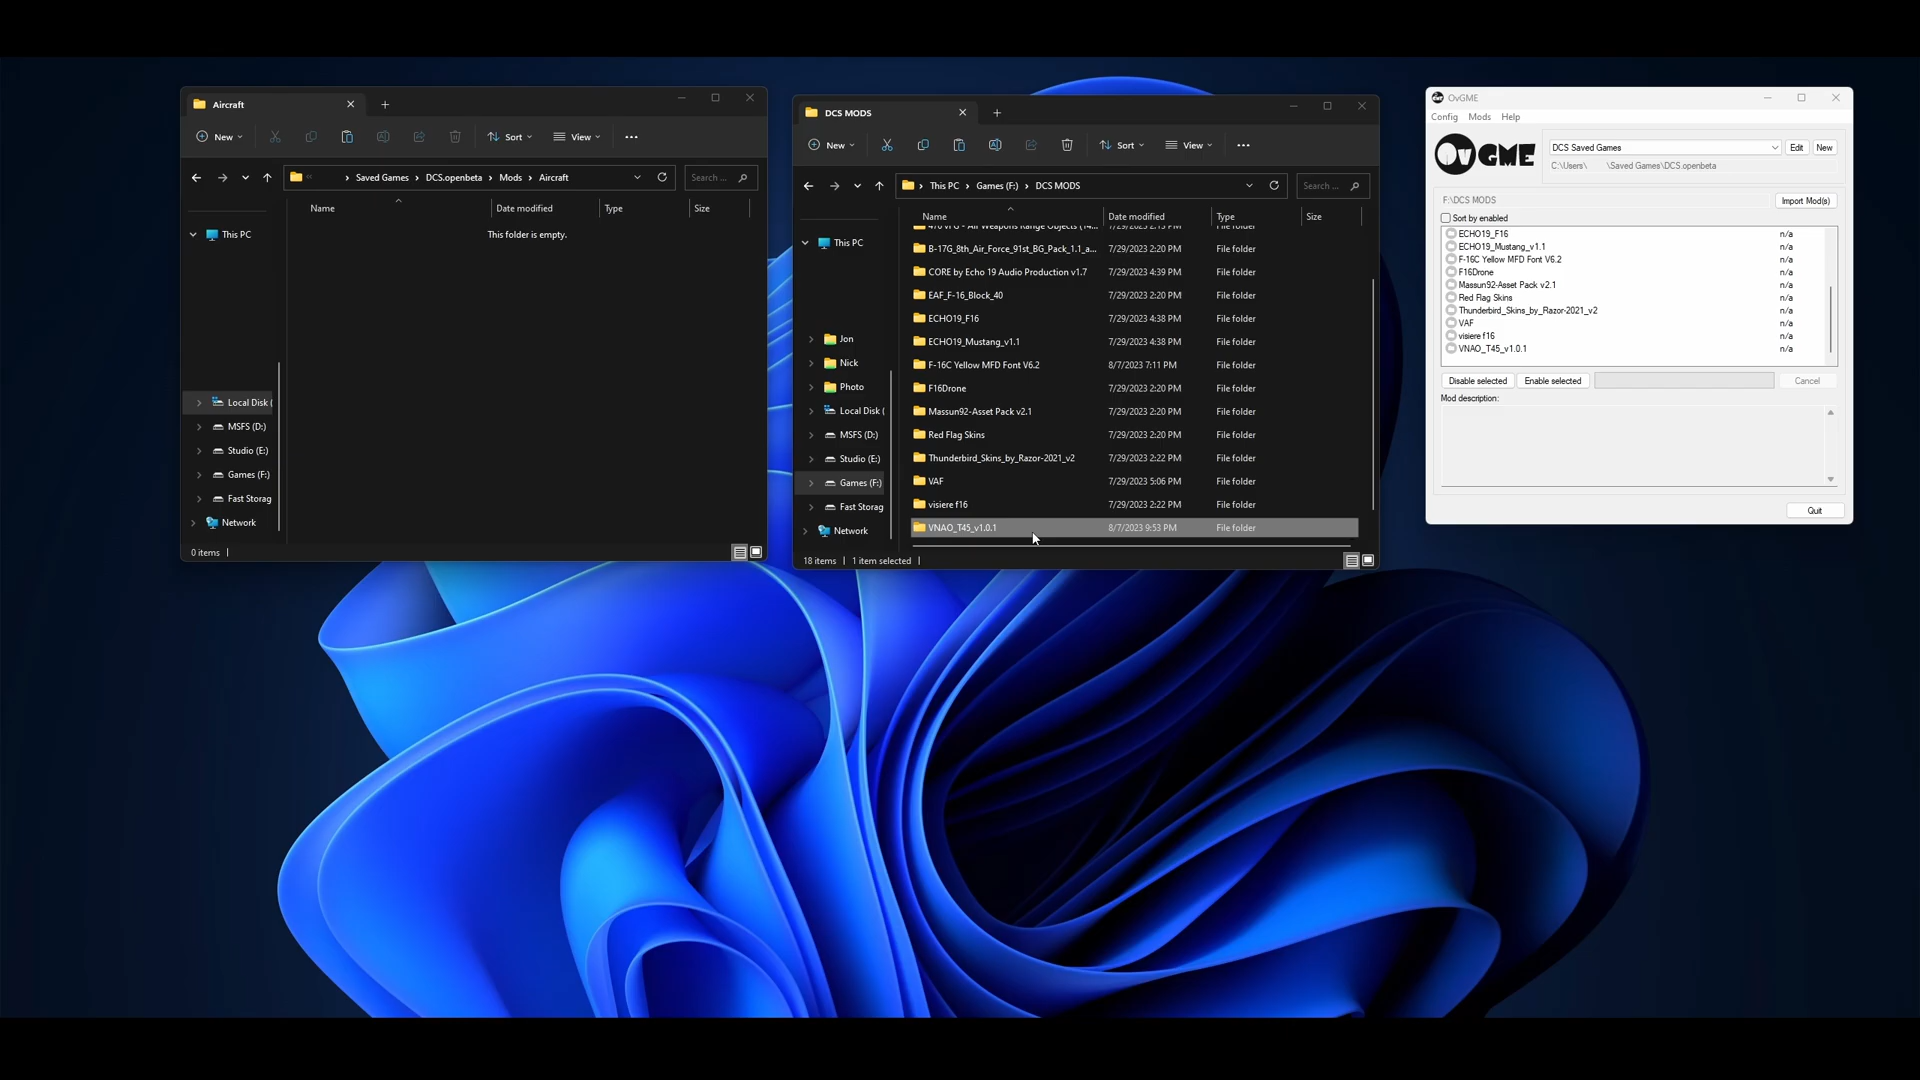 Aircraft
New
Sort
View
Saved Games > DCS.openbeta > Mods > Aircraft
Search ...
Name Date modified Type Size
This folder is empty.
This PC
Local Disk (
MSFS (D:)
Studio (E:)
Games (F:)
Fast Storag
Network
0 items
DCS MODS
New
Sort
View
This PC > Games (F:) > DCS MODS
Search ...
Name Date modified Type Size
This PC
Jon
Nick
Photo
Local Disk (
MSFS (D:)
Studio (E:)
Games (F:)
Fast Storag
Network
B-17G_8th_Air_Force_91st_BG_Pack_1.1_a... 7/29/2023 2:20 PM File folder
CORE by Echo 19 Audio Production v1.7 7/29/2023 4:39 PM File folder
EAF_F-16_Block_40 7/29/2023 2:20 PM File folder
ECHO19_F16 7/29/2023 4:38 PM File folder
ECHO19_Mustang_v1.1 7/29/2023 4:38 PM File folder
F-16C Yellow MFD Font V6.2 8/7/2023 7:11 PM File folder
F16Drone 7/29/2023 2:20 PM File folder
Massun92-Asset Pack v2.1 7/29/2023 2:20 PM File folder
Red Flag Skins 7/29/2023 2:20 PM File folder
Thunderbird_Skins_by_Razor-2021_v2 7/29/2023 2:22 PM File folder
VAF 7/29/2023 5:06 PM File folder
visiere f16 7/29/2023 2:22 PM File folder
VNAO_T45_v1.0.1 8/7/2023 9:53 PM File folder
18 items 1 item selected
OvGME
Config Mods Help
OvGME
DCS Saved Games
Edit
New
C:\Users\ \Saved Games\DCS.openbeta
F:\DCS MODS
Import Mod(s)
Sort by enabled
ECHO19_F16 n/a
ECHO19_Mustang_v1.1 n/a
F-16C Yellow MFD Font V6.2 n/a
F16Drone n/a
Massun92-Asset Pack v2.1 n/a
Red Flag Skins n/a
Thunderbird_Skins_by_Razor-2021_v2 n/a
VAF n/a
visiere f16 n/a
VNAO_T45_v1.0.1 n/a
Disable selected
Enable selected
Cancel
Mod description:
Quit